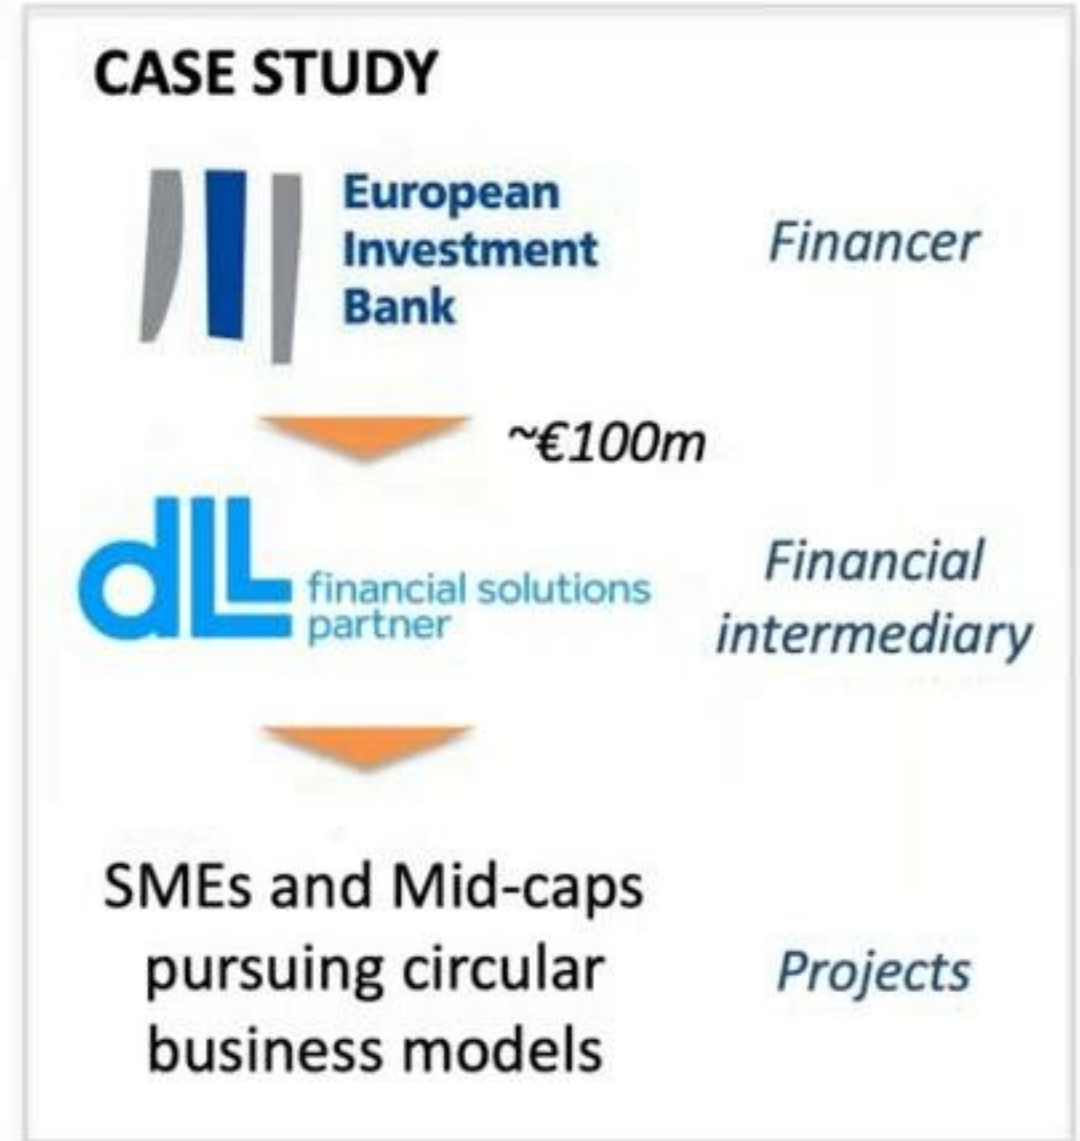 CASE STUDY
European
Investment
Bank
Financer
~€100m
dLL
financial solutions
partner
Financial
intermediary
SMEs and Mid-caps
pursuing circular
business models
Projects